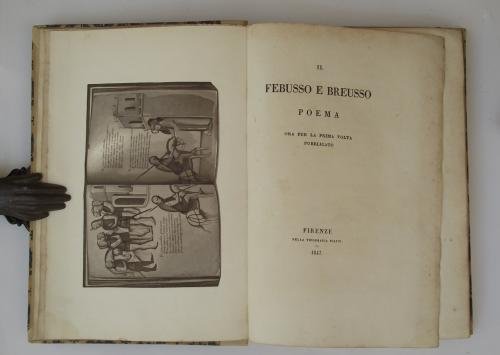 IL
FEBUSSO E BREUSSO
POEMA
ORA PER LA PRIMA VOLTA
PUBBLICATO
FIRENZE
NELLA TIPOGRAFIA PIATTI
1847